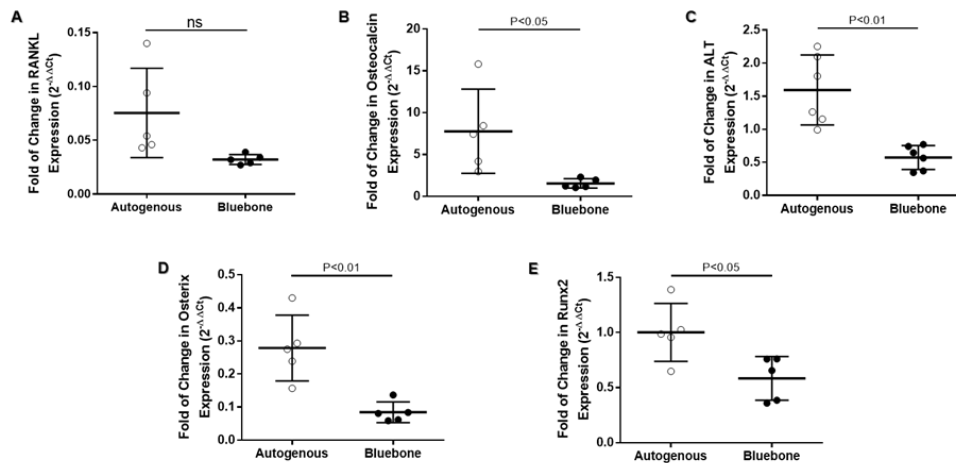 A
ns
Fold of Change in RANKL
Expression (2-Δ ΔCt)
0.15
0.10
0.05
0.00
Autogenous
Bluebone
B
P<0.05
Fold of Change in Osteocalcin
Expression (2-Δ ΔCt)
20
15
10
5
0
Autogenous
Bluebone
C
P<0.01
Fold of Change in ALT
Expression (2-Δ ΔCt)
2.5
2.0
1.5
1.0
0.5
0.0
Autogenous
Bluebone
D
P<0.01
Fold of Change in Osterix
Expression (2-Δ ΔCt)
0.5
0.4
0.3
0.2
0.1
0.0
Autogenous
Bluebone
E
P<0.05
Fold of Change in Runx2
Expression (2-Δ ΔCt)
1.5
1.0
0.5
0.0
Autogenous
Bluebone